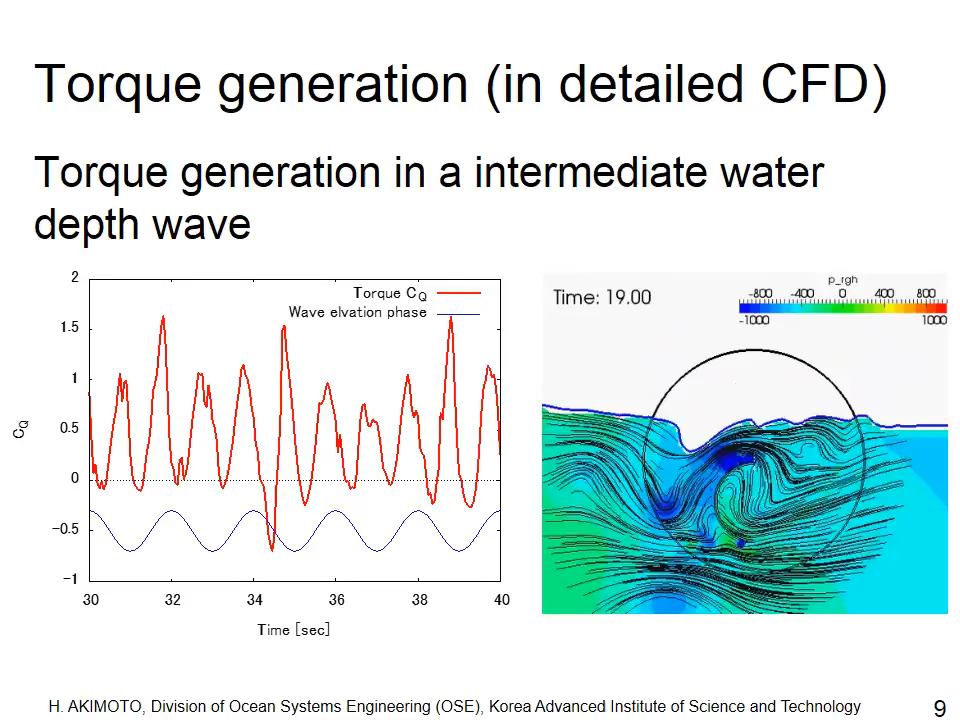 Torque generation (in detailed CFD)
Torque generation in a intermediate water
depth wave
2
1.5
1
0.5
0
-0.5
-1
CQ
Torque CQ
Wave elvation phase
30 32 34 36 38 40
Time [sec]
Time: 19.00
p_rgh
-800 -400 0 400 800
-1000 1000
H. AKIMOTO, Division of Ocean Systems Engineering (OSE), Korea Advanced Institute of Science and Technology
9